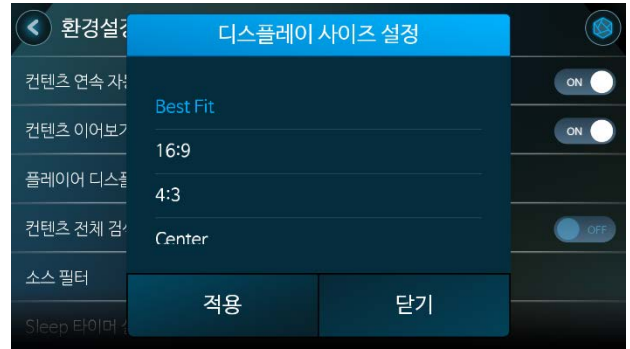 환경설정
디스플레이 사이즈 설정
컨텐츠 연속 자동
ON
Best Fit
컨텐츠 이어보기
ON
16:9
플레이어 디스플
4:3
컨텐츠 전체 검색
OFF
Center
소스 필터
적용
닫기
Sleep 타이머